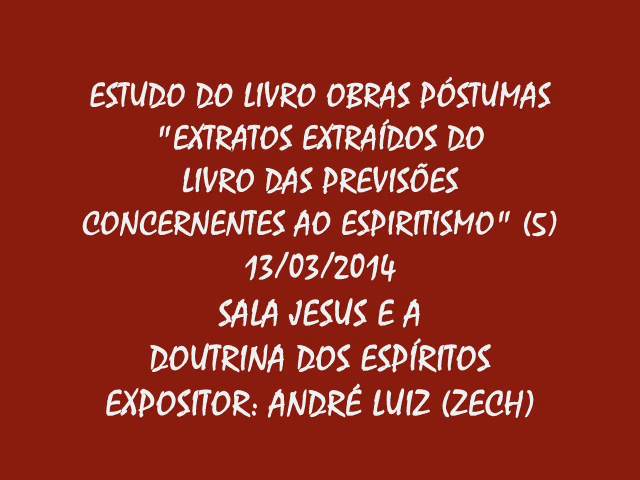 ESTUDO DO LIVRO OBRAS PÓSTUMAS
"EXTRATOS EXTRAÍDOS DO
LIVRO DAS PREVISÕES
CONCERNENTES AO ESPIRITISMO" (5)
13/03/2014
SALA JESUS E A
DOUTRINA DOS ESPÍRITOS
EXPOSITOR: ANDRÉ LUIZ (ZECH)